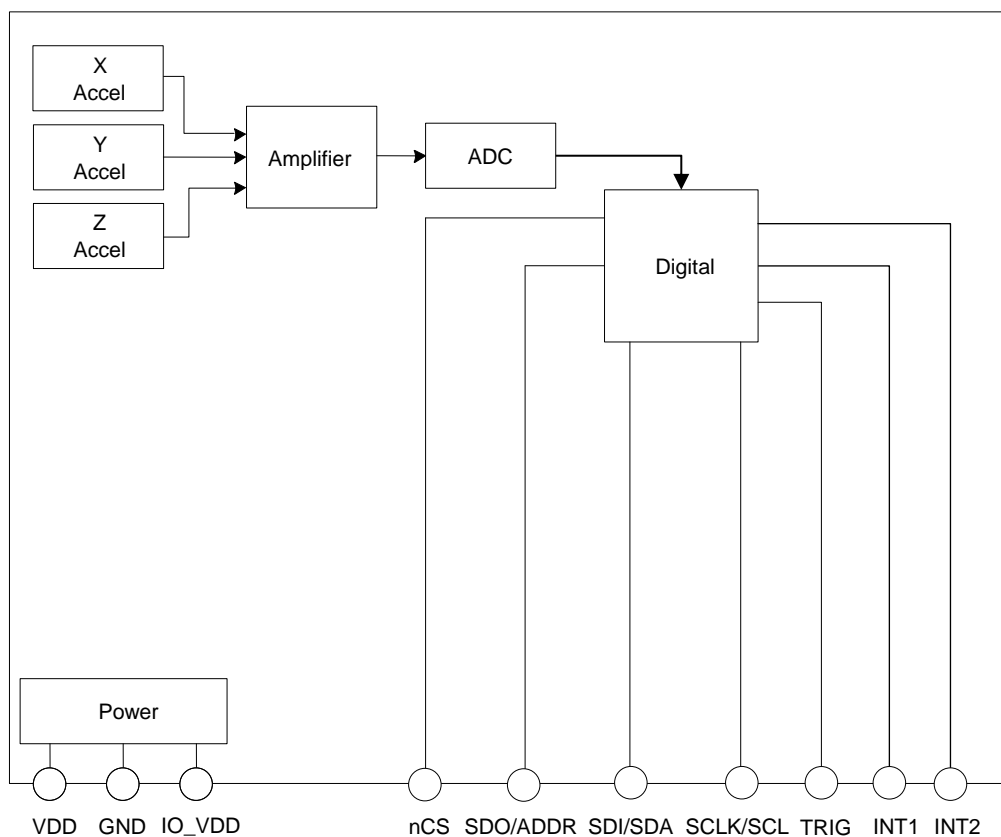 X
Accel
Y
Accel
Z
Accel
Amplifier
ADC
Digital
Power
VDD GND IO_VDD nCS SDO/ADDR SDI/SDA SCLK/SCL TRIG INT1 INT2